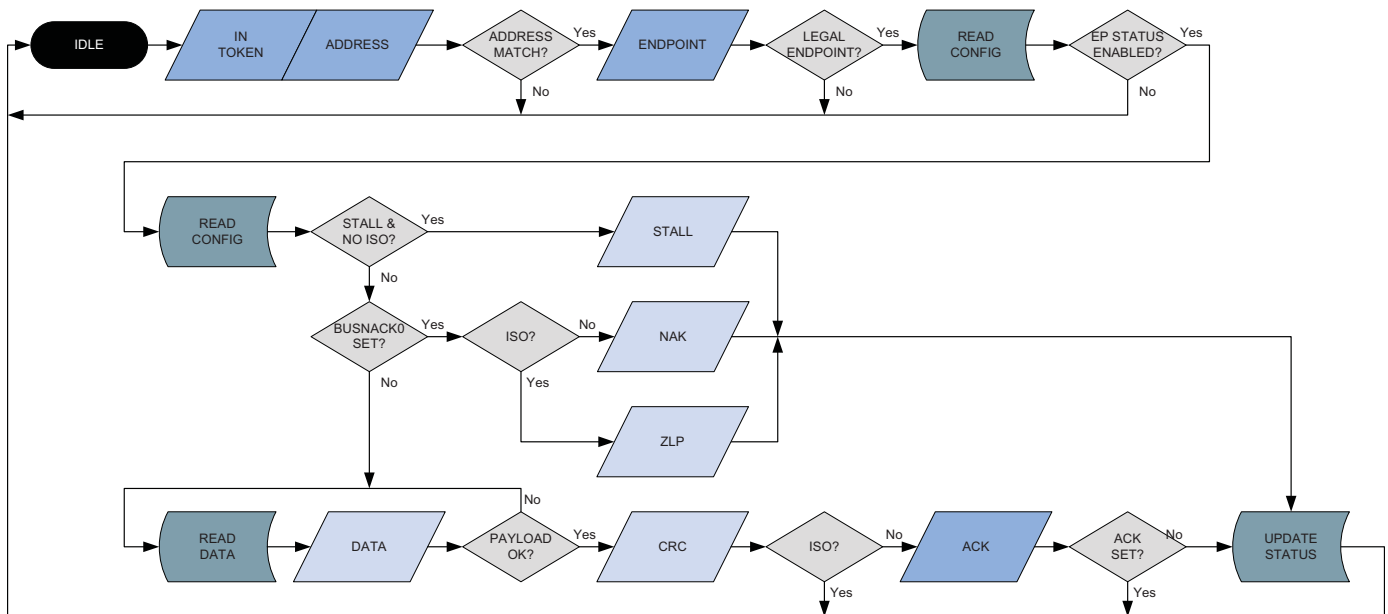 IDLE
IN
TOKEN
ADDRESS
ADDRESS
MATCH?
Yes
No
ENDPOINT
LEGAL
ENDPOINT?
Yes
No
READ
CONFIG
EP STATUS
ENABLED?
Yes
No
READ
CONFIG
STALL &
NO ISO?
Yes
No
STALL
BUSNACK0
SET?
Yes
No
ISO?
No
Yes
NAK
ZLP
READ
DATA
DATA
PAYLOAD
OK?
No
Yes
CRC
ISO?
No
Yes
ACK
ACK
SET?
No
Yes
UPDATE
STATUS